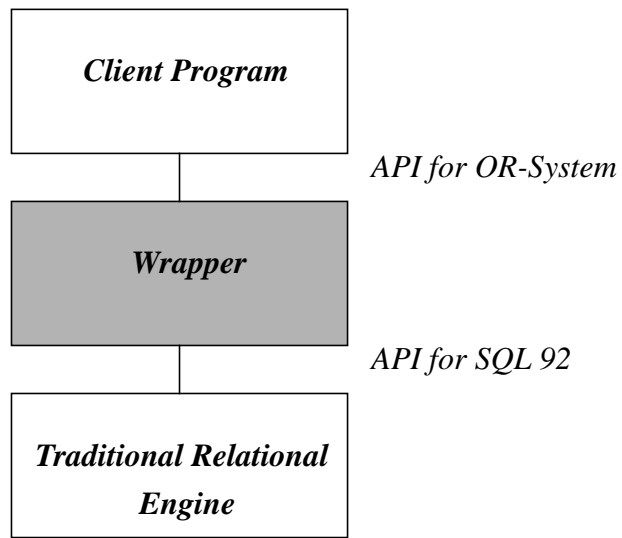 Client Program
API for OR-System
Wrapper
API for SQL 92
Traditional Relational
Engine